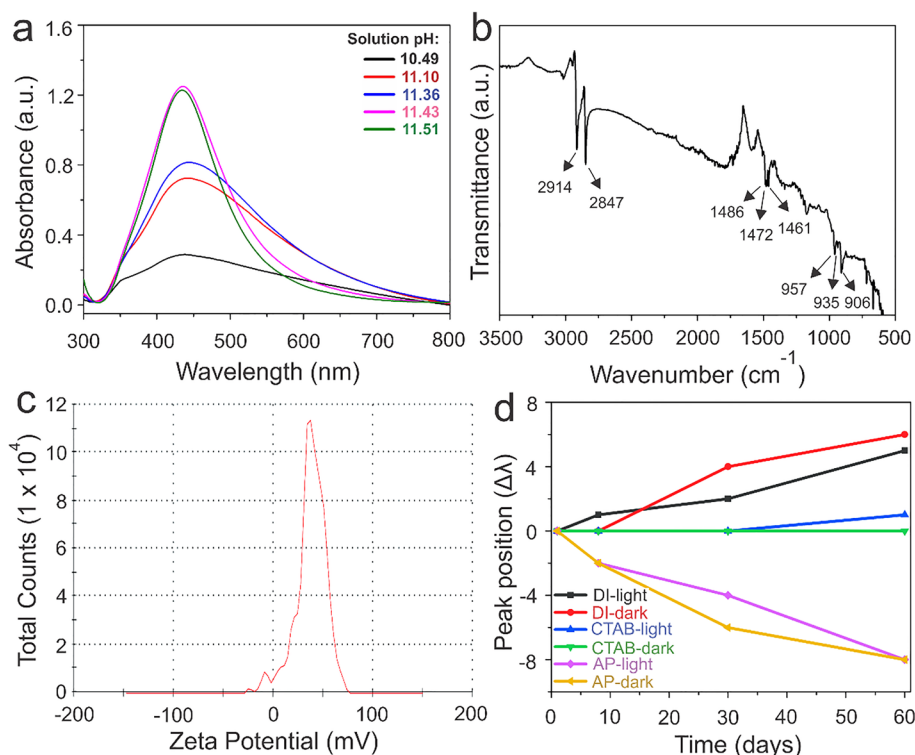 a
Absorbance (a.u.)
1.6
1.2
0.8
0.4
0.0
Solution pH:
10.49
11.10
11.36
11.43
11.51
300
400
500
600
700
800
Wavelength (nm)
b
Transmittance (a.u.)
2914
2847
1486
1472
1461
957
935
906
3500
3000
2500
2000
1500
1000
500
Wavenumber (cm⁻¹)
c
Total Counts (1 x 10⁴)
12
10
8
6
4
2
0
-200
-100
0
100
200
Zeta Potential (mV)
d
Peak position (Δλ)
4
0
-4
-8
DI-light
DI-dark
CTAB-light
CTAB-dark
AP-light
AP-dark
0
10
20
30
40
50
60
Time (days)